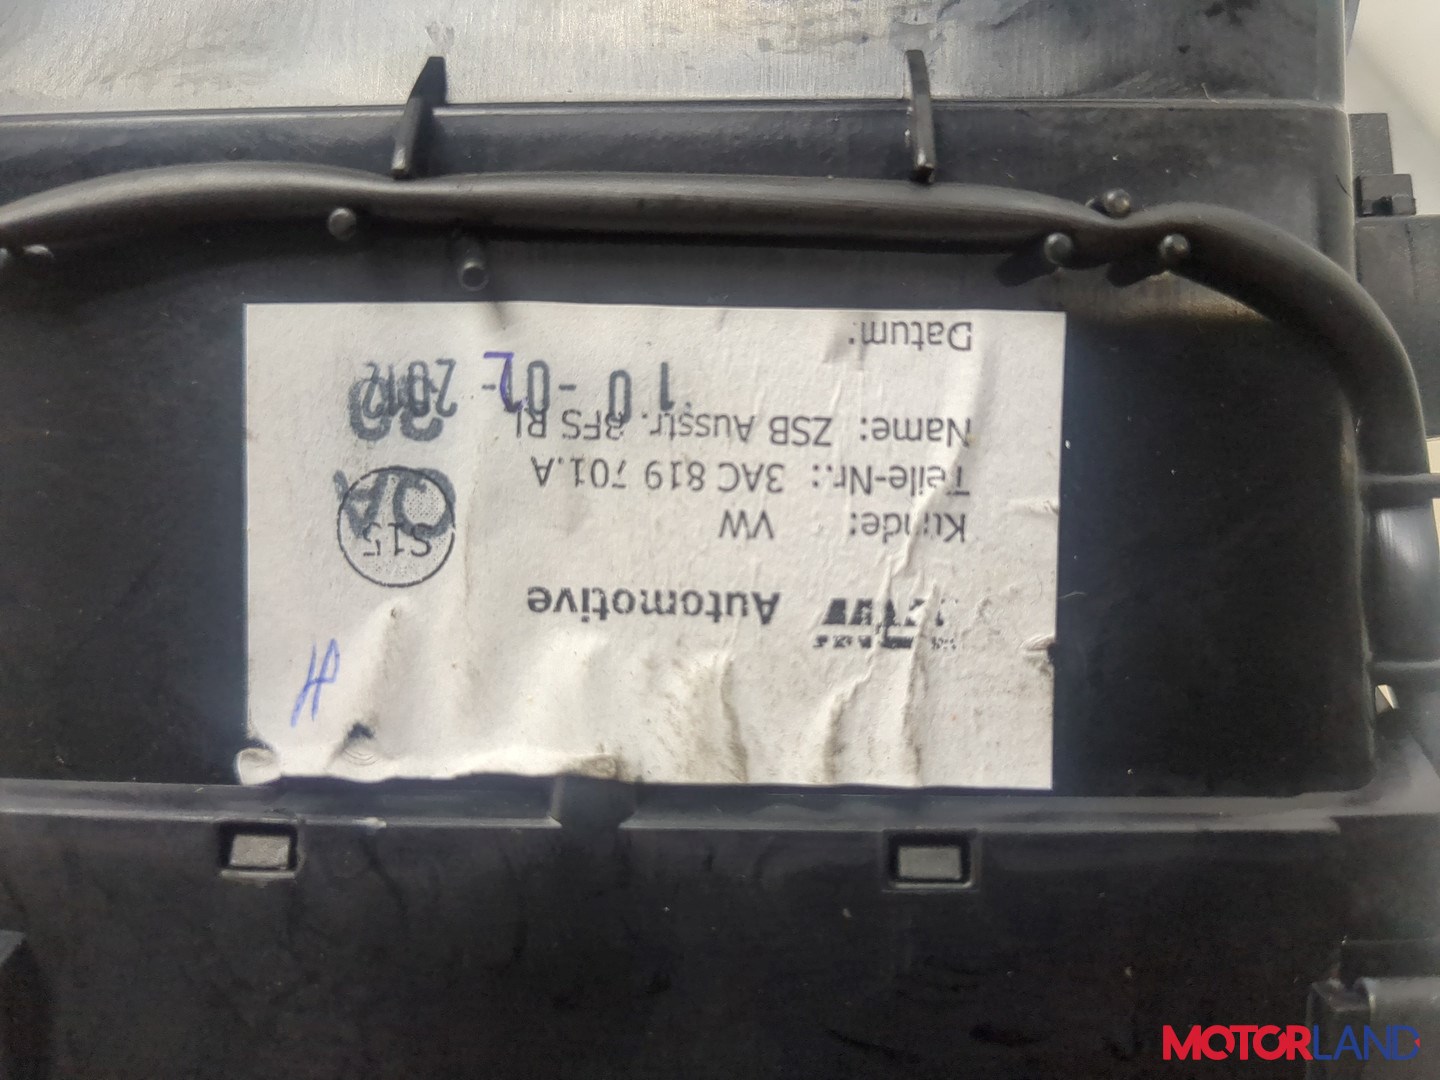 TRW Automotive
Kunde: VW
Teile-Nr.: 3AC 819 701.A
Name: ZSB Ausstr. BFS RL
Datum:
10-02-2012
S15
MOTORLAND